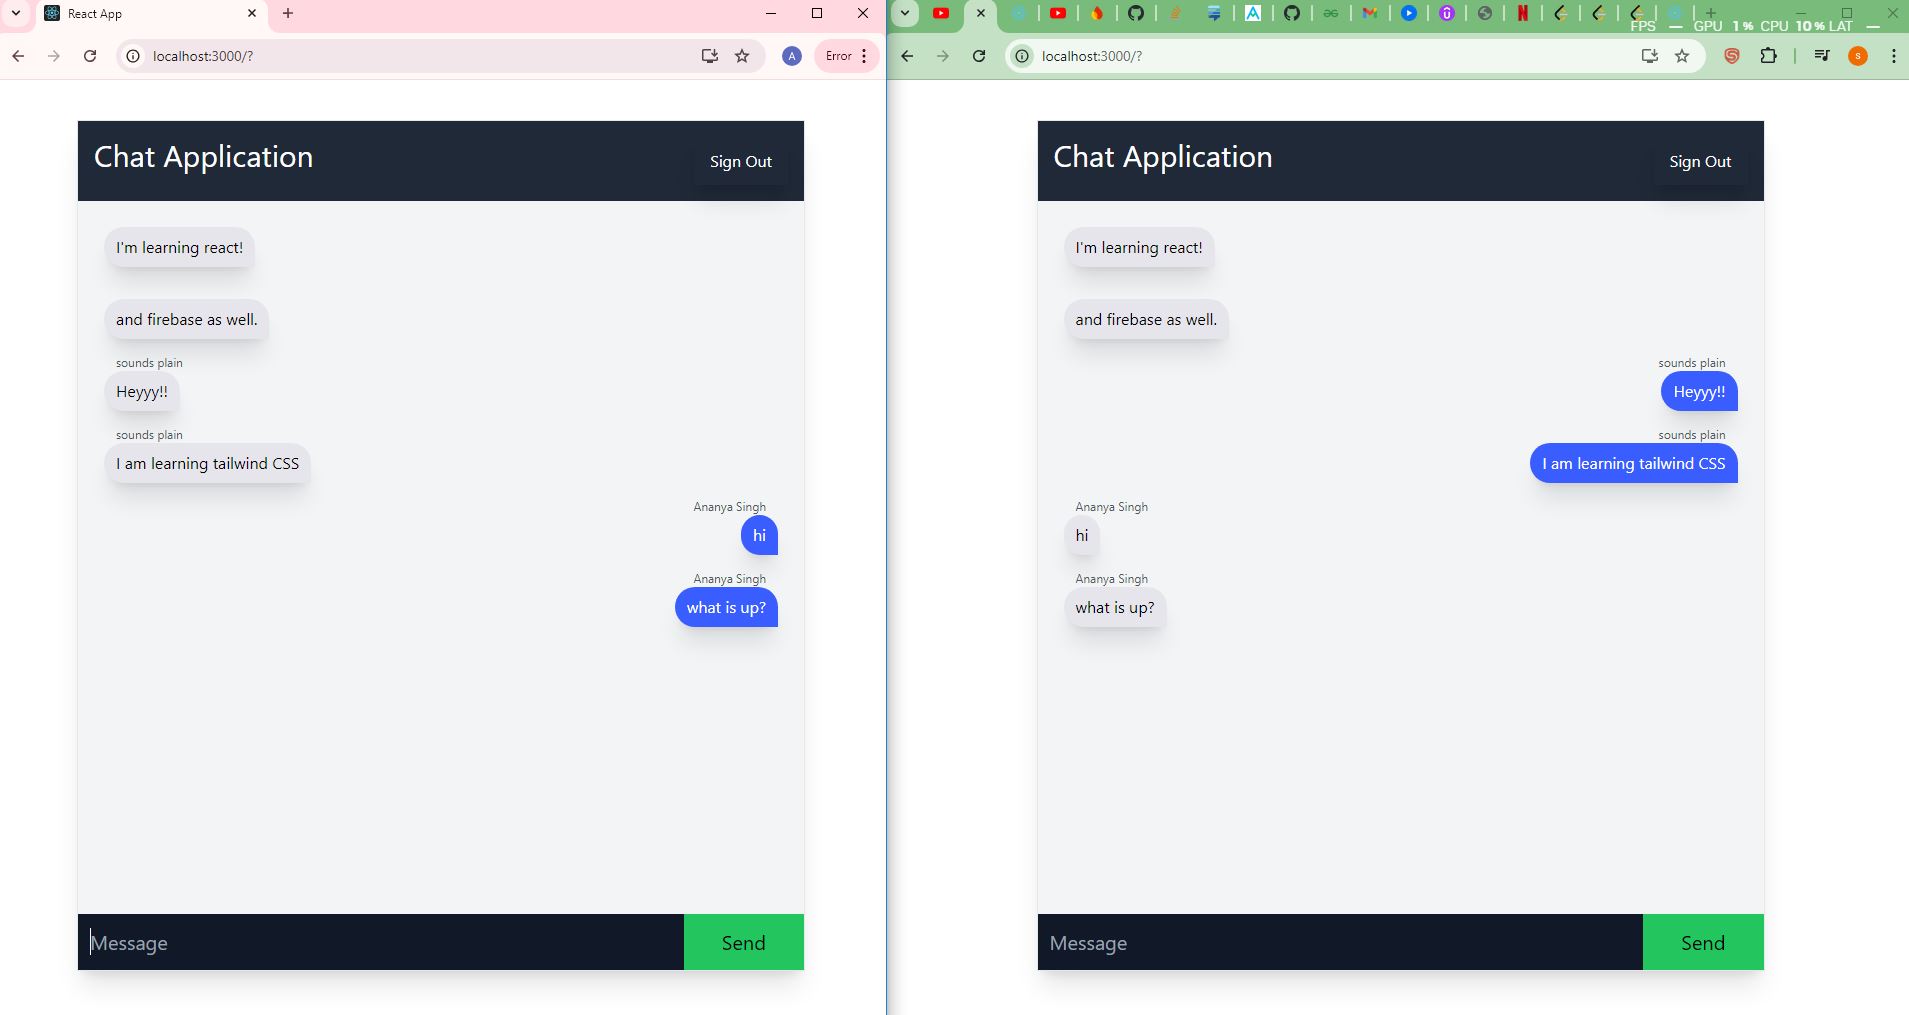 React App
FPS — GPU 1% CPU 10% LAT —
localhost:3000/?
A
Error
localhost:3000/?
S
Chat Application
Sign Out
I'm learning react!
and firebase as well.
sounds plain
Heyyy!!
sounds plain
I am learning tailwind CSS
Ananya Singh
hi
Ananya Singh
what is up?
Message
Send
Chat Application
Sign Out
I'm learning react!
and firebase as well.
sounds plain
Heyyy!!
sounds plain
I am learning tailwind CSS
Ananya Singh
hi
Ananya Singh
what is up?
Message
Send